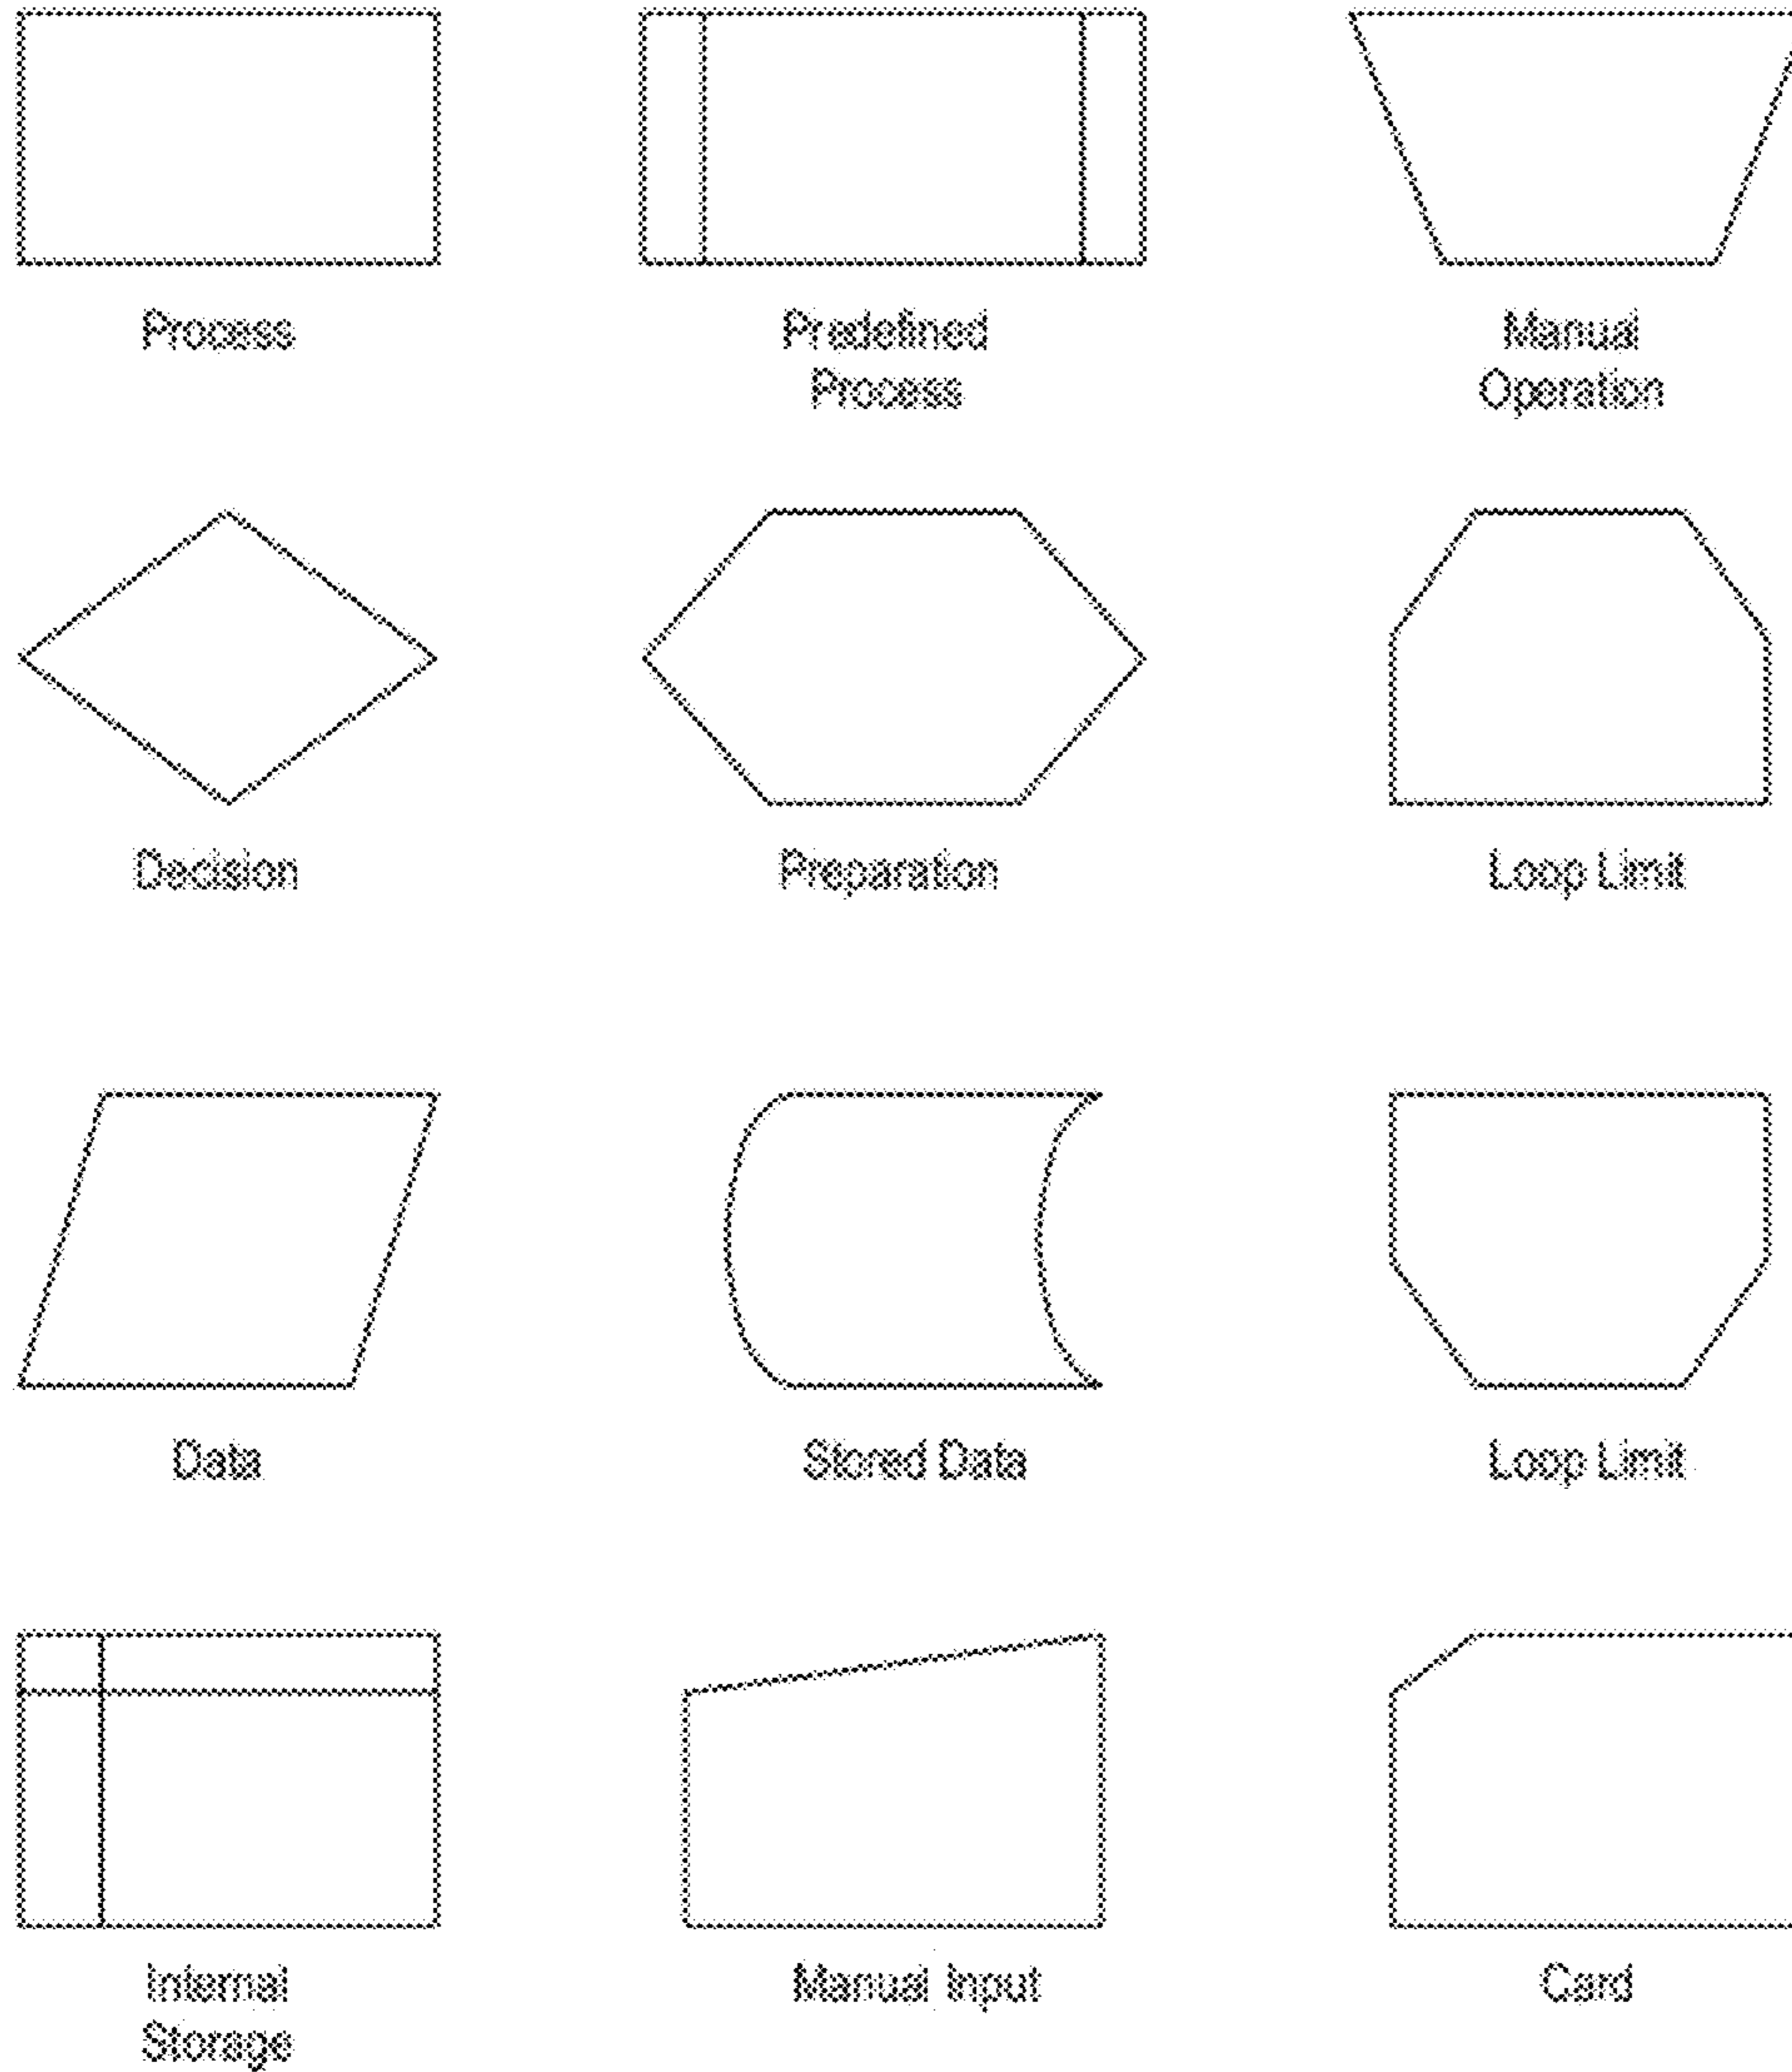 Process
Predefined
Process
Manual
Operation
Decision
Preparation
Loop Limit
Data
Stored Data
Loop Limit
Internal
Storage
Manual Input
Card